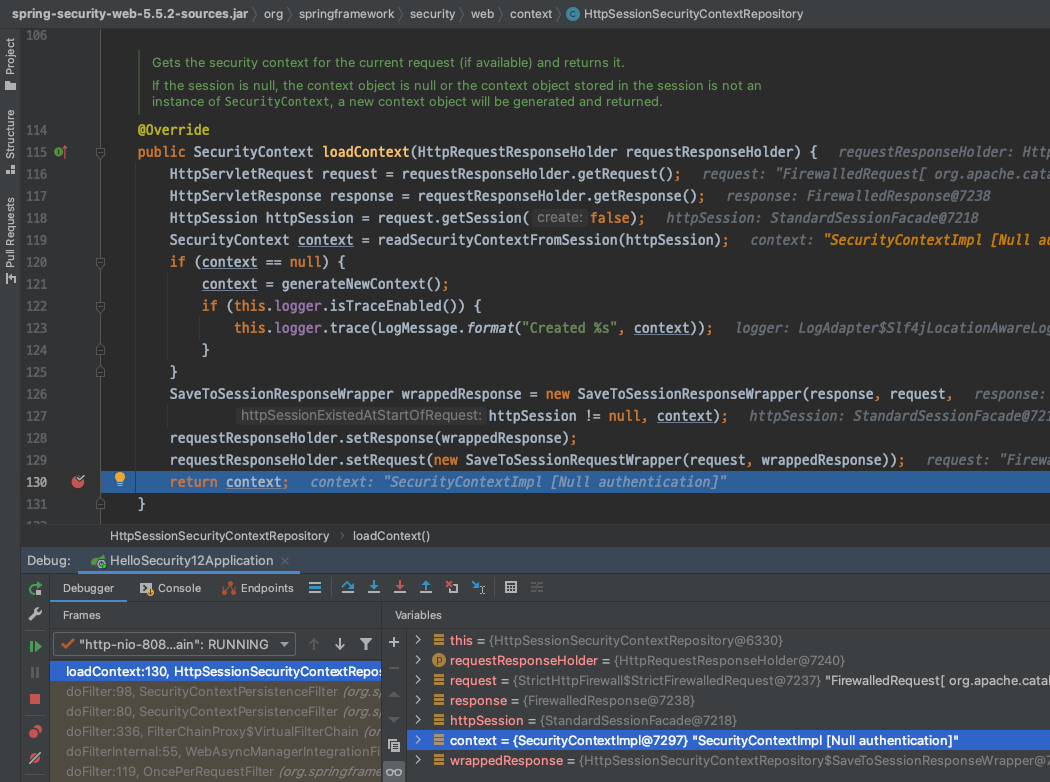 spring-security-web-5.5.2-sources.jar 〉 org 〉 springframework 〉 security 〉 web 〉 context 〉 C HttpSessionSecurityContextRepository
Project
Structure
Pull Requests
106
Gets the security context for the current request (if available) and returns it.
If the session is null, the context object is null or the context object stored in the session is not an
instance of SecurityContext, a new context object will be generated and returned.
114 @Override
115 public SecurityContext loadContext(HttpRequestResponseHolder requestResponseHolder) { requestResponseHolder: Htt
116 HttpServletRequest request = requestResponseHolder.getRequest(); request: "FirewalledRequest[ org.apache.cata
117 HttpServletResponse response = requestResponseHolder.getResponse(); response: FirewalledResponse@7238
118 HttpSession httpSession = request.getSession( create: false); httpSession: StandardSessionFacade@7218
119 SecurityContext context = readSecurityContextFromSession(httpSession); context: "SecurityContextImpl [Null au
120 if (context == null) {
121 context = generateNewContext();
122 if (this.logger.isTraceEnabled()) {
123 this.logger.trace(LogMessage.format("Created %s", context)); logger: LogAdapter$Slf4jLocationAwareLog
124 }
125 }
126 SaveToSessionResponseWrapper wrappedResponse = new SaveToSessionResponseWrapper(response, request, response:
127 httpSessionExistedAtStartOfRequest: httpSession != null, context); httpSession: StandardSessionFacade@721
128 requestResponseHolder.setResponse(wrappedResponse);
129 requestResponseHolder.setRequest(new SaveToSessionRequestWrapper(request, wrappedResponse)); request: "Firewa
130 return context; context: "SecurityContextImpl [Null authentication]"
131 }
HttpSessionSecurityContextRepository › loadContext()
Debug: HelloSecurity12Application ×
Debugger Console Endpoints
Frames
"http-nio-808...ain": RUNNING
loadContext:130, HttpSessionSecurityContextRepos
doFilter:98, SecurityContextPersistenceFilter (org.sp
doFilter:80, SecurityContextPersistenceFilter (org.sp
doFilter:336, FilterChainProxy$VirtualFilterChain (org
doFilterInternal:55, WebAsyncManagerIntegrationFi
doFilter:119, OncePerRequestFilter (org.springframe
Variables
this = {HttpSessionSecurityContextRepository@6330}
requestResponseHolder = {HttpRequestResponseHolder@7240}
request = {StrictHttpFirewall$StrictFirewalledRequest@7237} "FirewalledRequest[ org.apache.catal
response = {FirewalledResponse@7238}
httpSession = {StandardSessionFacade@7218}
context = {SecurityContextImpl@7297} "SecurityContextImpl [Null authentication]"
wrappedResponse = {HttpSessionSecurityContextRepository$SaveToSessionResponseWrapper@7